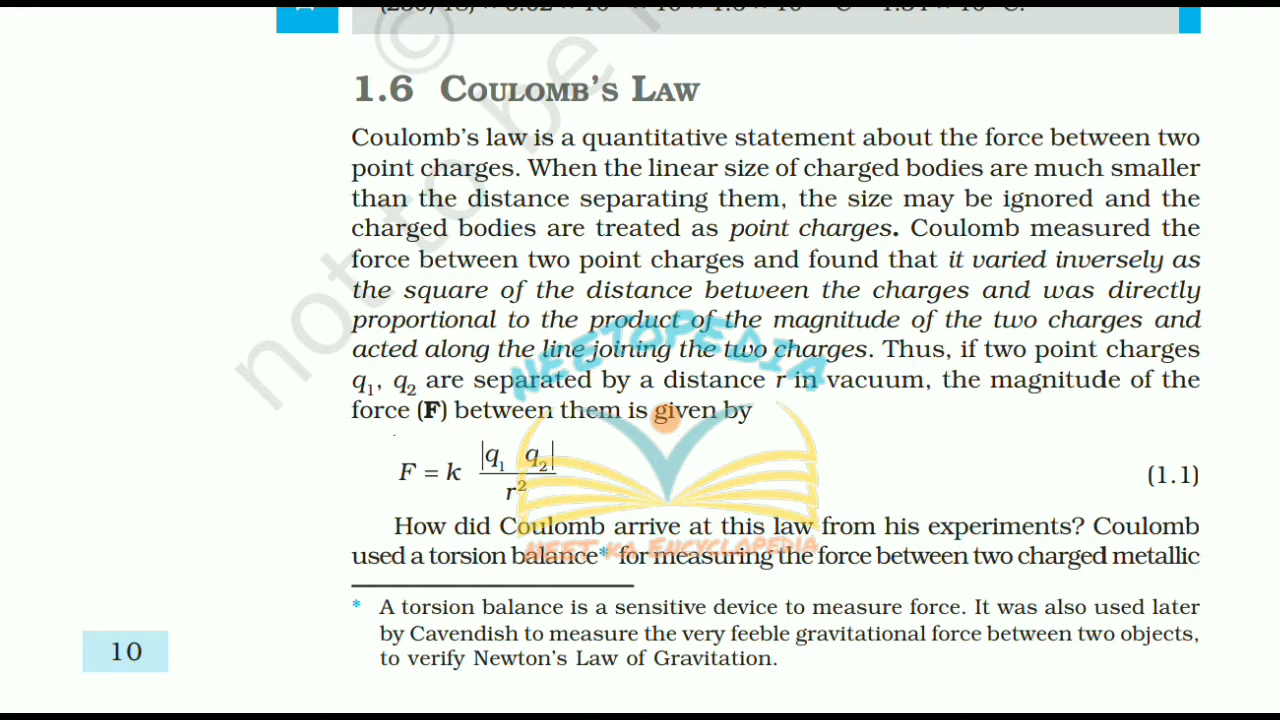 1.6 COULOMB'S LAW
Coulomb's law is a quantitative statement about the force between two
point charges. When the linear size of charged bodies are much smaller
than the distance separating them, the size may be ignored and the
charged bodies are treated as point charges. Coulomb measured the
force between two point charges and found that it varied inversely as
the square of the distance between the charges and was directly
proportional to the product of the magnitude of the two charges and
acted along the line joining the two charges. Thus, if two point charges
q₁, q₂ are separated by a distance r in vacuum, the magnitude of the
force (F) between them is given by
F = k |q₁ q₂| / r² (1.1)
How did Coulomb arrive at this law from his experiments? Coulomb
used a torsion balance* for measuring the force between two charged metallic
* A torsion balance is a sensitive device to measure force. It was also used later
by Cavendish to measure the very feeble gravitational force between two objects,
to verify Newton's Law of Gravitation.
10
© not to be
NEETOPEDIA
NEET KA ENCYCLOPEDIA